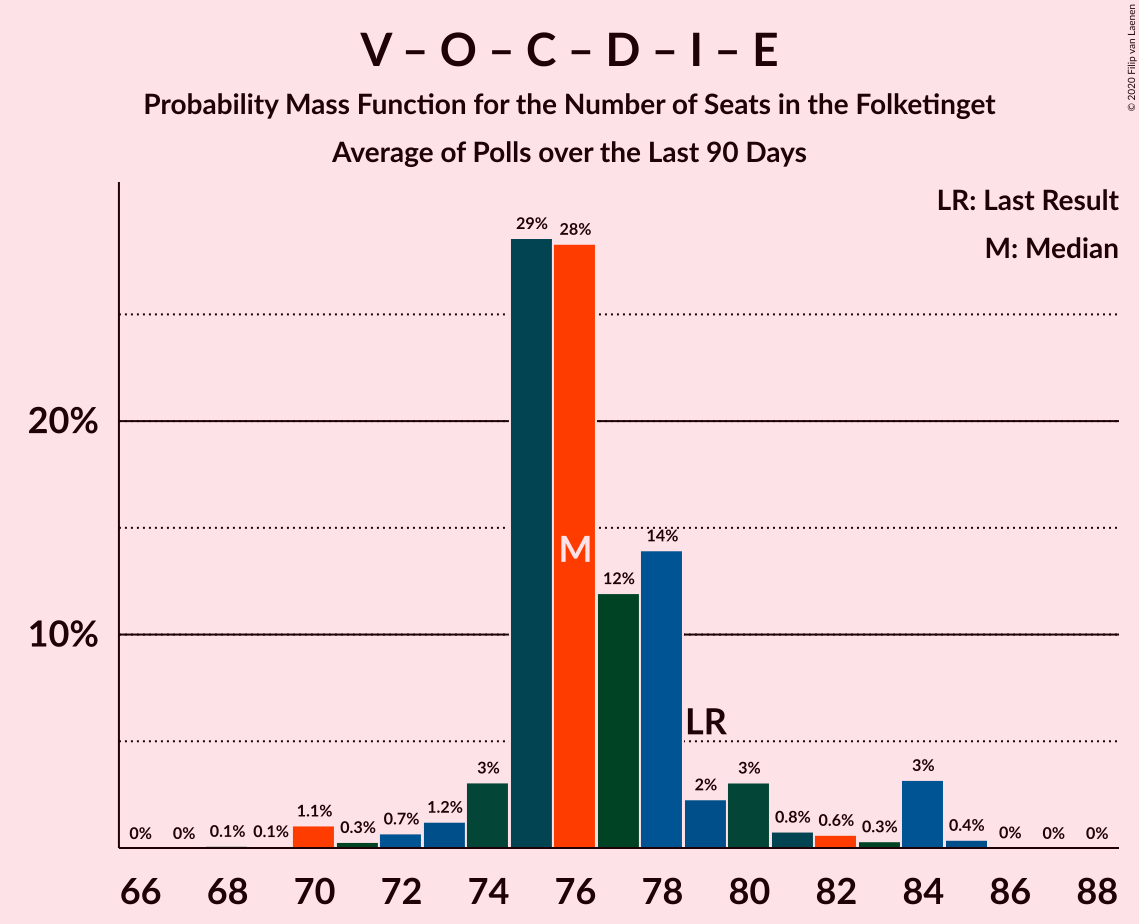 V – O – C – D – I – E
Probability Mass Function for the Number of Seats in the Folketinget
Average of Polls over the Last 90 Days
© 2020 Filip van Laenen
LR: Last Result
M: Median
29%
28%
20%
14%
M
12%
10%
LR
3%
3%
3%
2%
1.1%
1.2%
0.7%
0.8%
0.6%
0% 0% 0.1% 0.1%
0.3%
0.3%
0.4%
0% 0% 0%
66 68 70 72 74 76 78 80 82 84 86 88